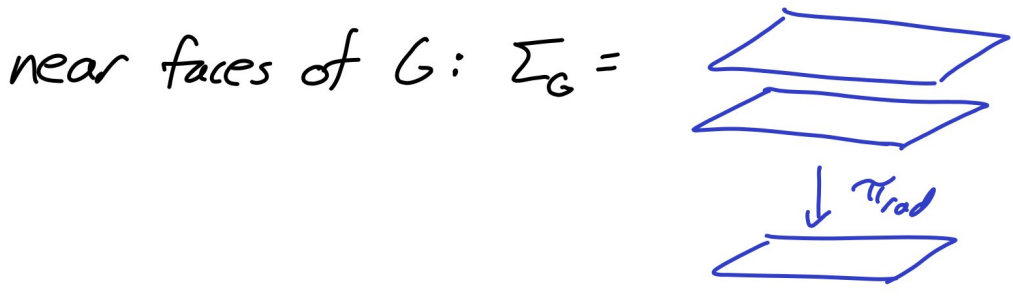 near faces of G: Σ_G =
↓ π_rad